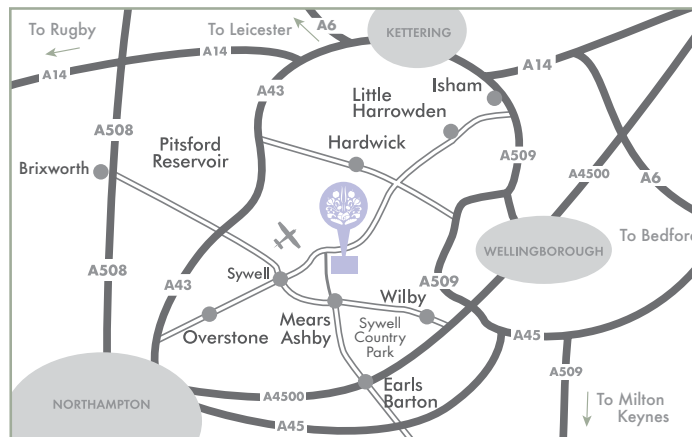 To Rugby
To Leicester
A6
KETTERING
A14
A14
A14
A43
Isham
Little
Harrowden
A508
Pitsford
Reservoir
Hardwick
A509
Brixworth
A4500
A6
WELLINGBOROUGH
To Bedford
A508
Sywell
A43
A509
Wilby
Overstone
Mears
Ashby
Sywell
Country
Park
A45
A509
Earls
Barton
NORTHAMPTON
A4500
A45
To Milton
Keynes